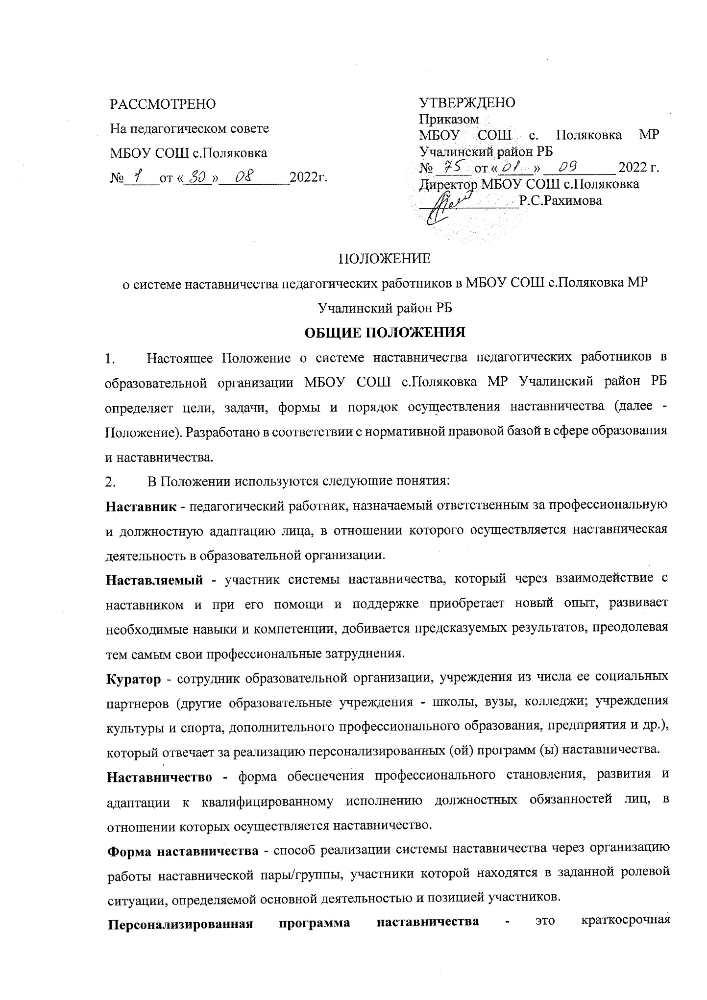 РАССМОТРЕНО
На педагогическом совете
МБОУ СОШ с.Поляковка
№ 1 от «30» 08 2022г.
УТВЕРЖДЕНО
Приказом
МБОУ СОШ с. Поляковка МР
Учалинский район РБ
№ 75 от «01» 09 2022 г.
Директор МБОУ СОШ с.Поляковка
Р.С.Рахимова
ПОЛОЖЕНИЕ
о системе наставничества педагогических работников в МБОУ СОШ с.Поляковка МР
Учалинский район РБ
ОБЩИЕ ПОЛОЖЕНИЯ
1. Настоящее Положение о системе наставничества педагогических работников в
образовательной организации МБОУ СОШ с.Поляковка МР Учалинский район РБ
определяет цели, задачи, формы и порядок осуществления наставничества (далее -
Положение). Разработано в соответствии с нормативной правовой базой в сфере образования
и наставничества.
2. В Положении используются следующие понятия:
Наставник - педагогический работник, назначаемый ответственным за профессиональную
и должностную адаптацию лица, в отношении которого осуществляется наставническая
деятельность в образовательной организации.
Наставляемый - участник системы наставничества, который через взаимодействие с
наставником и при его помощи и поддержке приобретает новый опыт, развивает
необходимые навыки и компетенции, добивается предсказуемых результатов, преодолевая
тем самым свои профессиональные затруднения.
Куратор - сотрудник образовательной организации, учреждения из числа ее социальных
партнеров (другие образовательные учреждения - школы, вузы, колледжи; учреждения
культуры и спорта, дополнительного профессионального образования, предприятия и др.),
который отвечает за реализацию персонализированных (ой) программ (ы) наставничества.
Наставничество - форма обеспечения профессионального становления, развития и
адаптации к квалифицированному исполнению должностных обязанностей лиц, в
отношении которых осуществляется наставничество.
Форма наставничества - способ реализации системы наставничества через организацию
работы наставнической пары/группы, участники которой находятся в заданной ролевой
ситуации, определяемой основной деятельностью и позицией участников.
Персонализированная программа наставничества - это краткосрочная